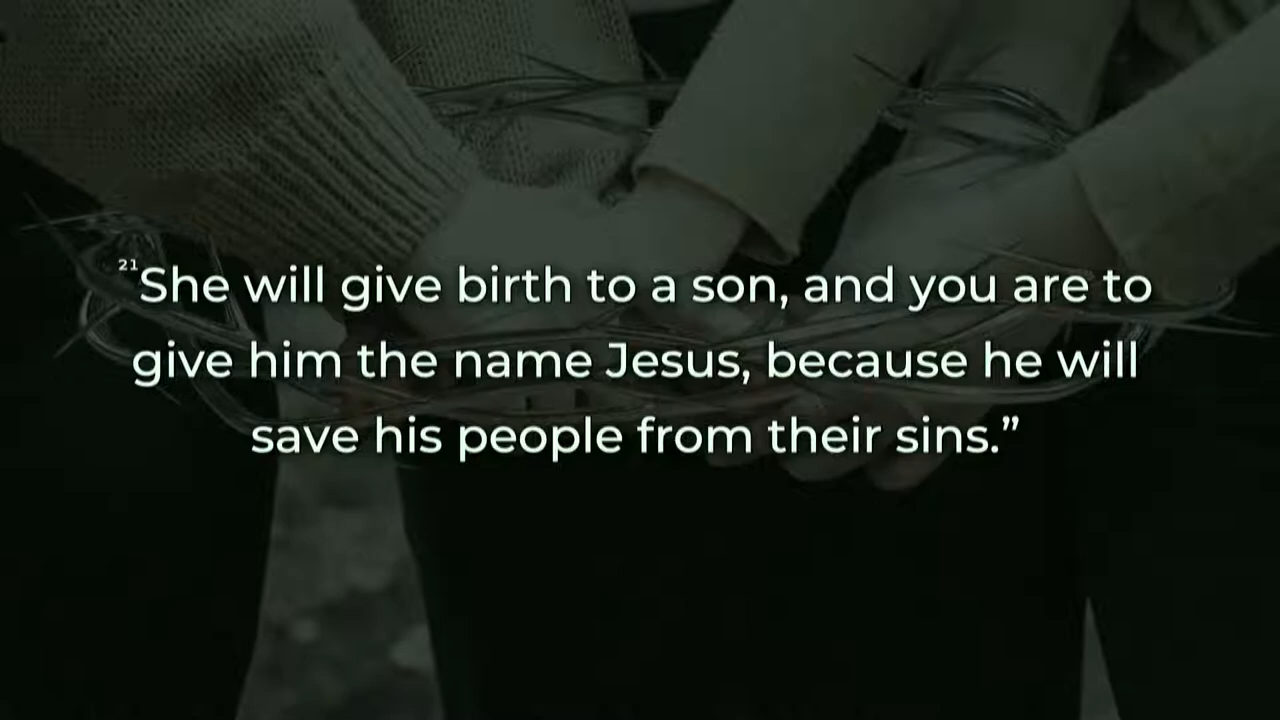 ²¹She will give birth to a son, and you are to
give him the name Jesus, because he will
save his people from their sins.”